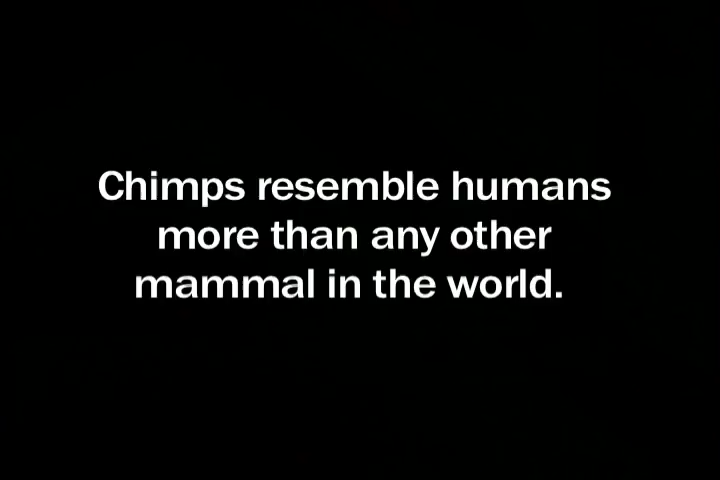 Chimps resemble humans
more than any other
mammal in the world.